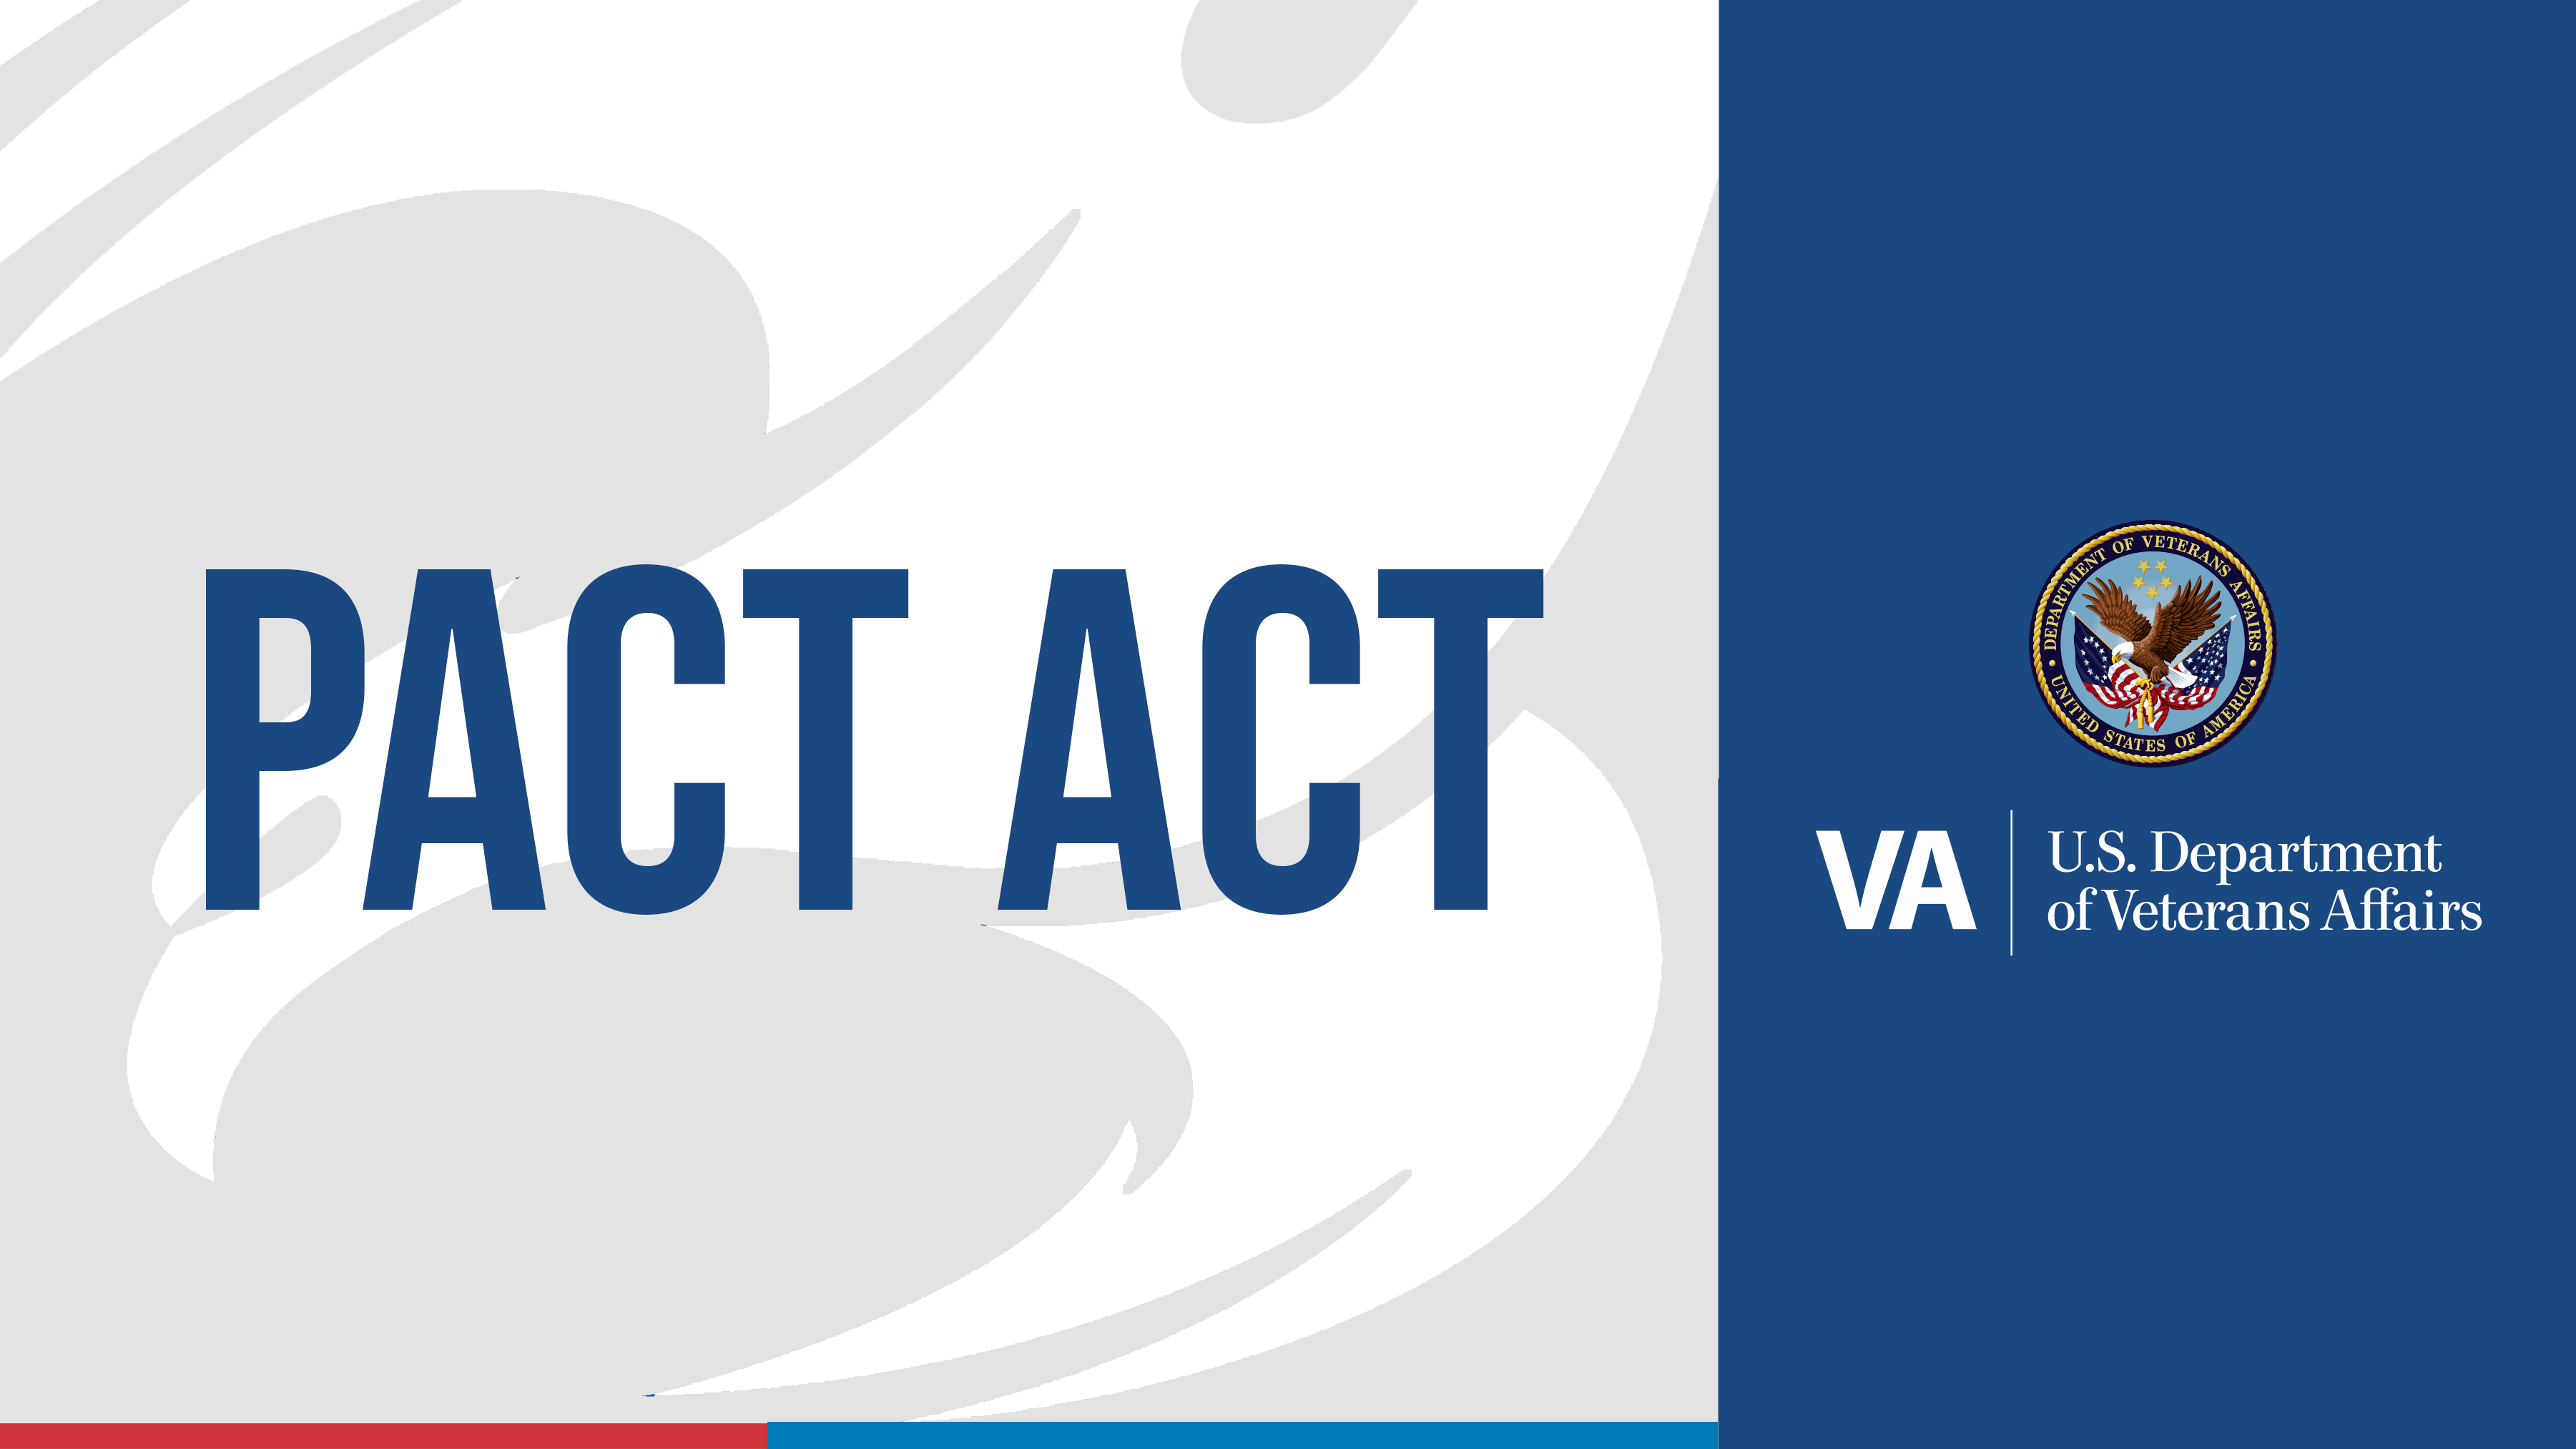 PACT ACT
DEPARTMENT OF VETERANS AFFAIRS
UNITED STATES OF AMERICA
VA
U.S. Department
of Veterans Affairs